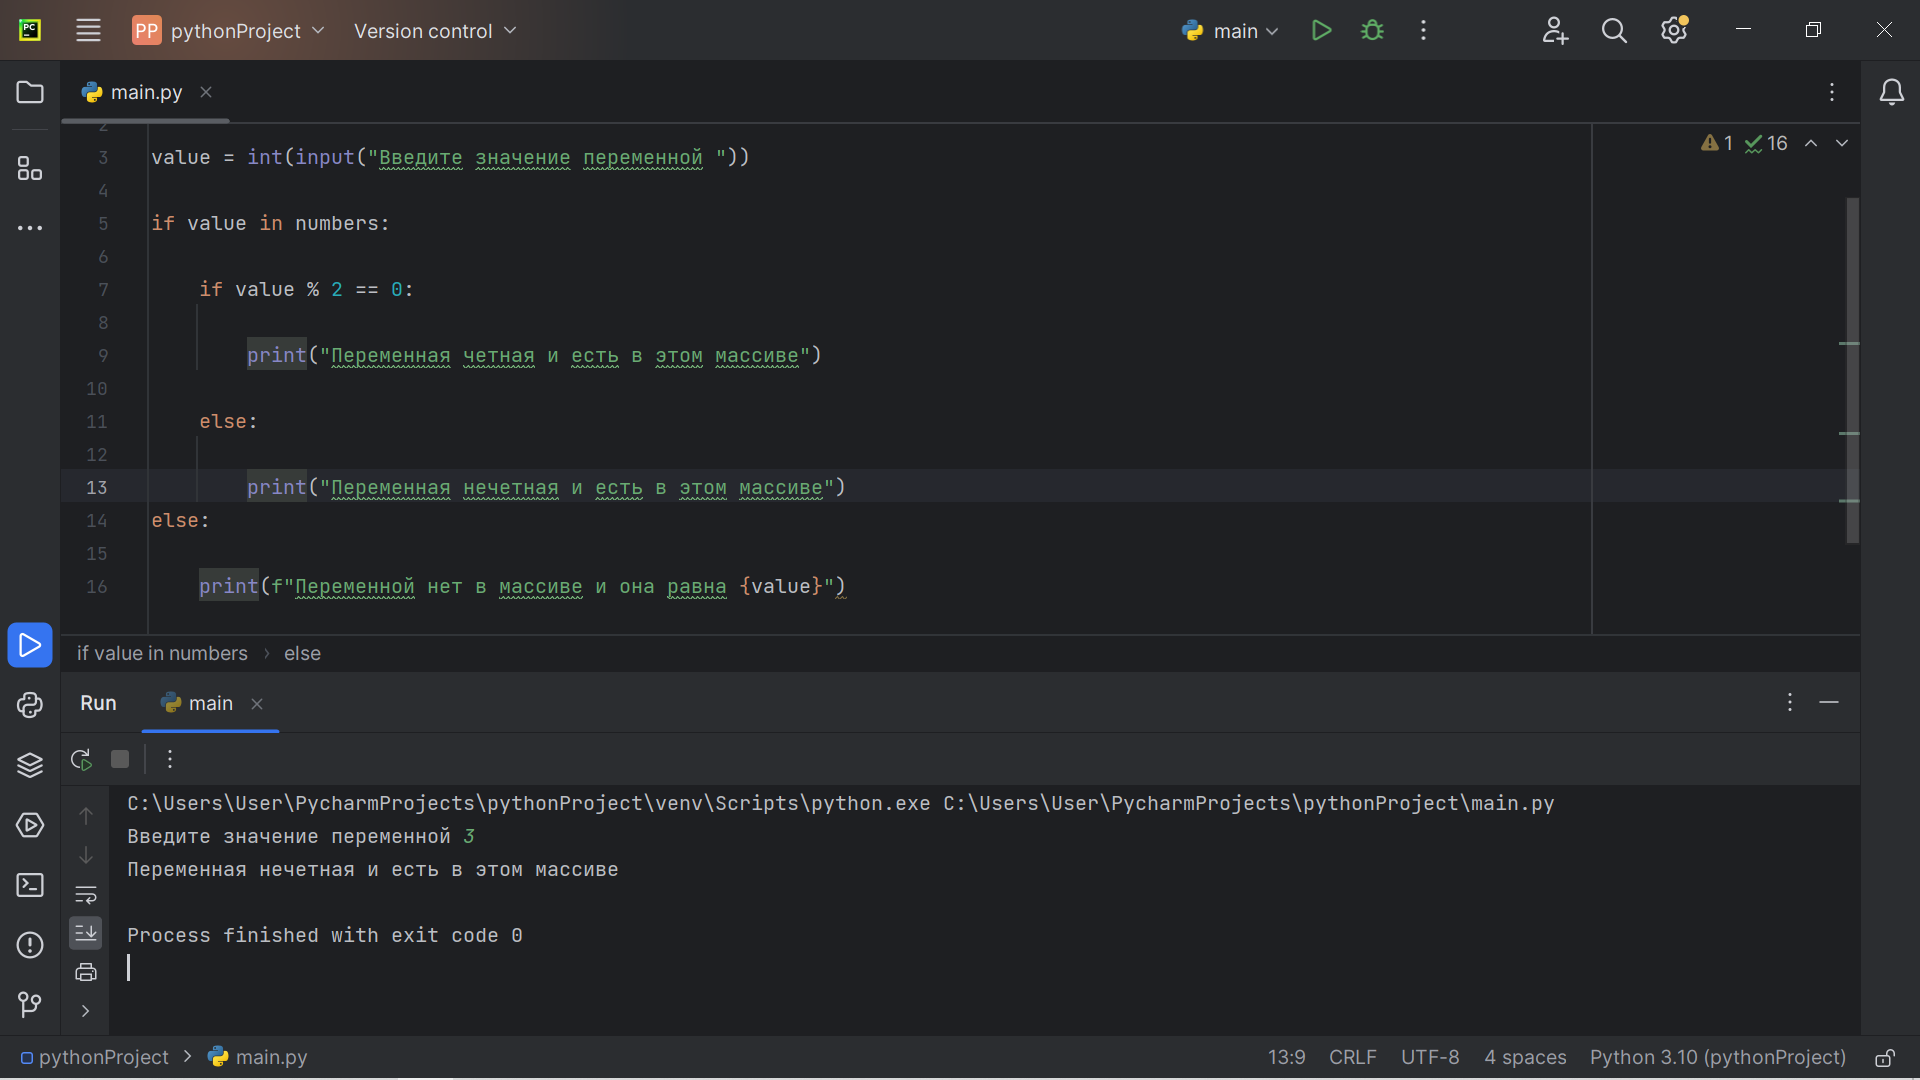 PC
PP pythonProject Version control main
main.py
1 16
2
3 value = int(input("Введите значение переменной "))
4
5 if value in numbers:
6
7 if value % 2 == 0:
8
9 print("Переменная четная и есть в этом массиве")
10
11 else:
12
13 print("Переменная нечетная и есть в этом массиве")
14 else:
15
16 print(f"Переменной нет в массиве и она равна {value}")
if value in numbers › else
Run main
C:\Users\User\PycharmProjects\pythonProject\venv\Scripts\python.exe C:\Users\User\PycharmProjects\pythonProject\main.py
Введите значение переменной 3
Переменная нечетная и есть в этом массиве
Process finished with exit code 0
pythonProject > main.py 13:9 CRLF UTF-8 4 spaces Python 3.10 (pythonProject)